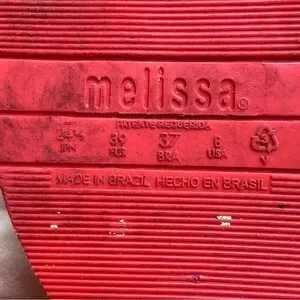 melissa®
PATENTE REQUERIDA
24½ 39 37 6
JPN EUR BRA USA
MADE IN BRAZIL HECHO EN BRASIL